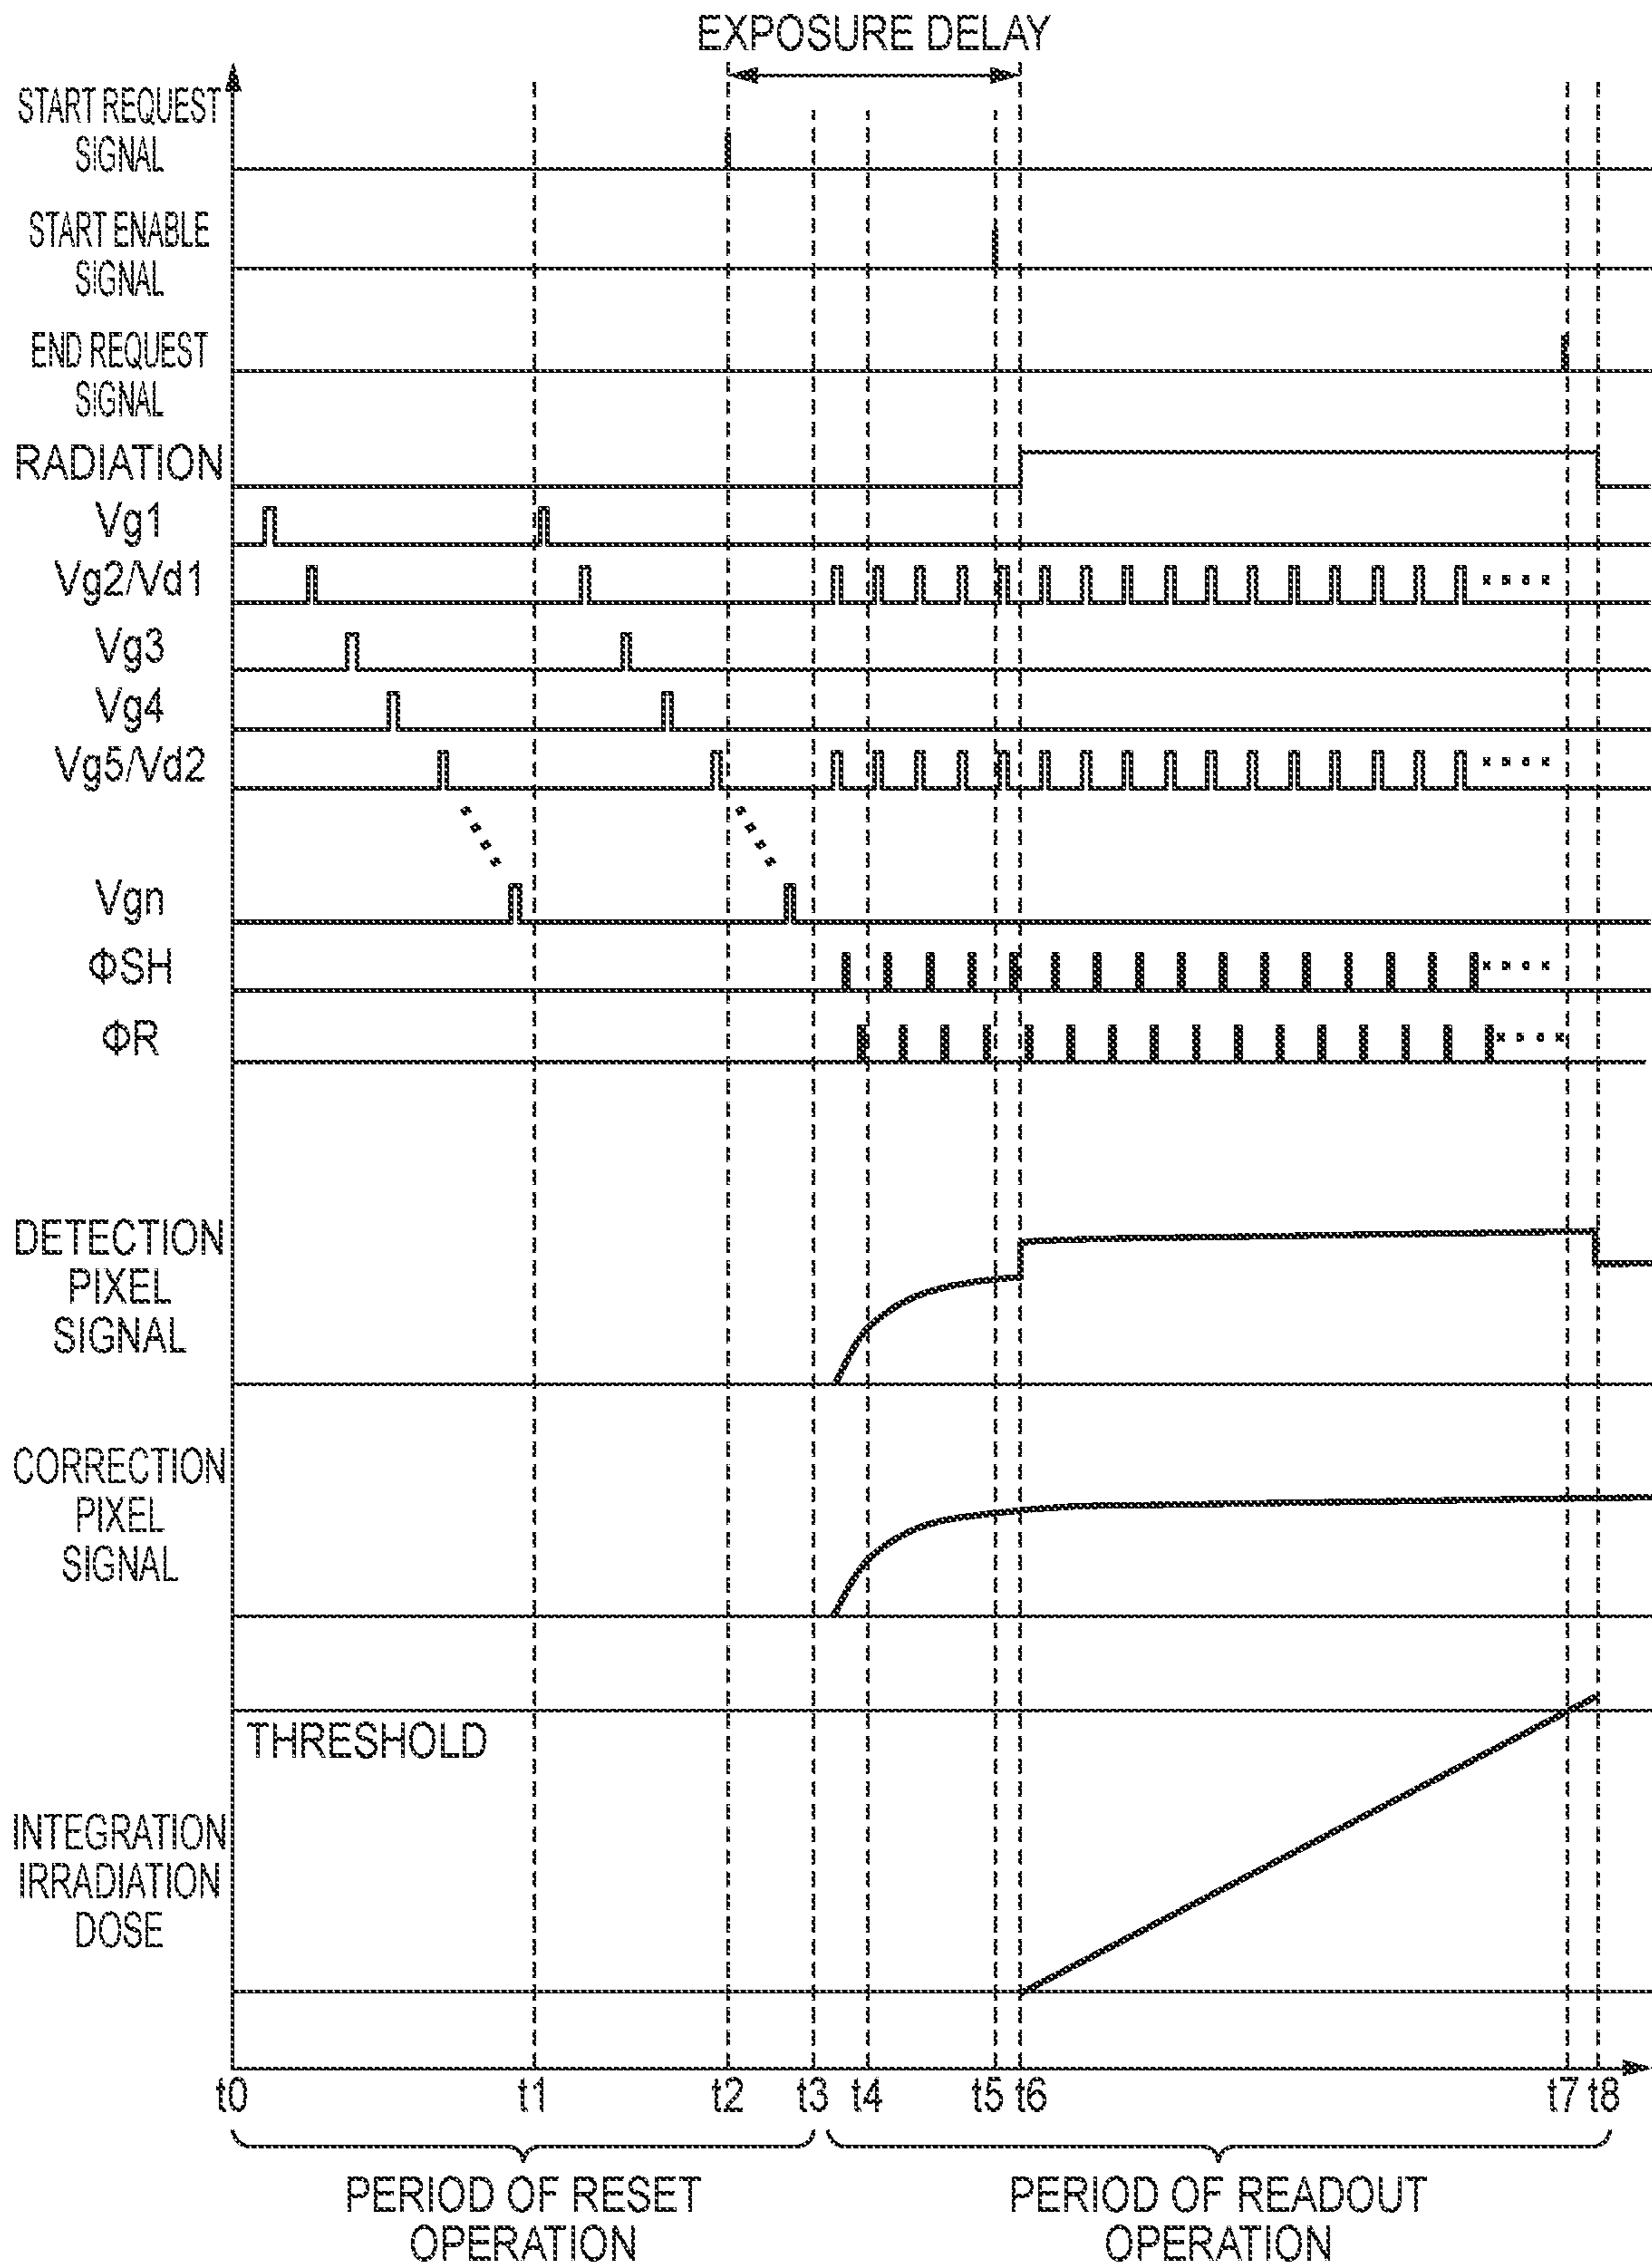 EXPOSURE DELAY
START REQUEST
SIGNAL
START ENABLE
SIGNAL
END REQUEST
SIGNAL
RADIATION
Vg1
Vg2/Vd1
Vg3
Vg4
Vg5/Vd2
Vgn
ΦSH
ΦR
DETECTION
PIXEL
SIGNAL
CORRECTION
PIXEL
SIGNAL
THRESHOLD
INTEGRATION
IRRADIATION
DOSE
t0 t1 t2 t3 t4 t5 t6 t7 t8
PERIOD OF RESET
OPERATION
PERIOD OF READOUT
OPERATION